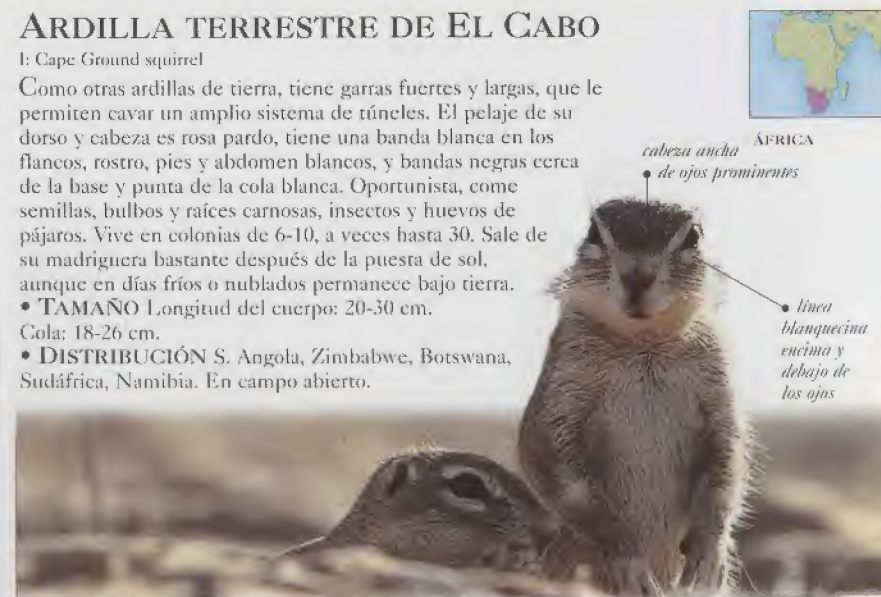 ARDILLA TERRESTRE DE EL CABO
I: Cape Ground squirrel
Como otras ardillas de tierra, tiene garras fuertes y largas, que le
permiten cavar un amplio sistema de túneles. El pelaje de su
dorso y cabeza es rosa pardo, tiene una banda blanca en los
flancos, rostro, pies y abdomen blancos, y bandas negras cerca
de la base y punta de la cola blanca. Oportunista, come
semillas, bulbos y raíces carnosas, insectos y huevos de
pájaros. Vive en colonias de 6-10, a veces hasta 30. Sale de
su madriguera bastante después de la puesta de sol,
aunque en días fríos o nublados permanece bajo tierra.
• TAMAÑO Longitud del cuerpo: 20-30 cm.
Cola: 18-26 cm.
• DISTRIBUCIÓN S. Angola, Zimbabwe, Botswana,
Sudáfrica, Namibia. En campo abierto.
ÁFRICA
cabeza ancha
• de ojos prominentes
• línea
blanquecina
encima y
debajo de
los ojos